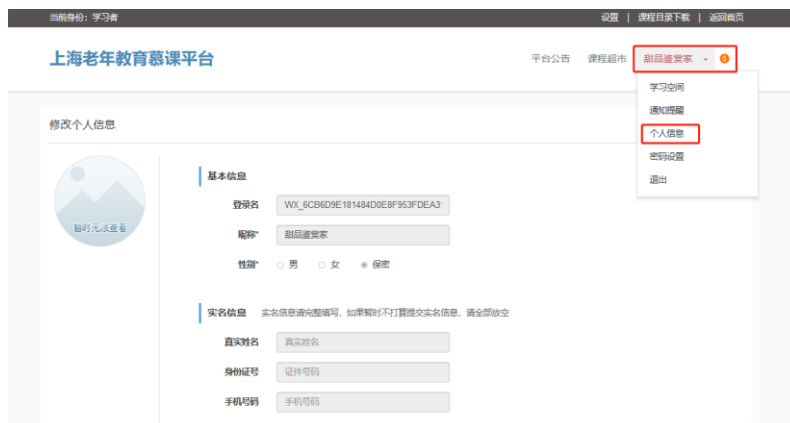 当前身份：学习者
设置 | 课程目录下载 | 返回首页
上海老年教育慕课平台
平台公告 课程超市 甜品鉴赏家 0
学习空间
通知提醒
个人信息
密码设置
退出
修改个人信息
暂时无法查看
基本信息
登录名 WX_6CB6D9E181484D0E8F953FDEA3
昵称* 甜品鉴赏家
性别* 男 女 保密
实名信息 实名信息请完整填写，如果暂时不打算提交实名信息，请全部放空
真实姓名 真实姓名
身份证号 证件号码
手机号码 手机号码